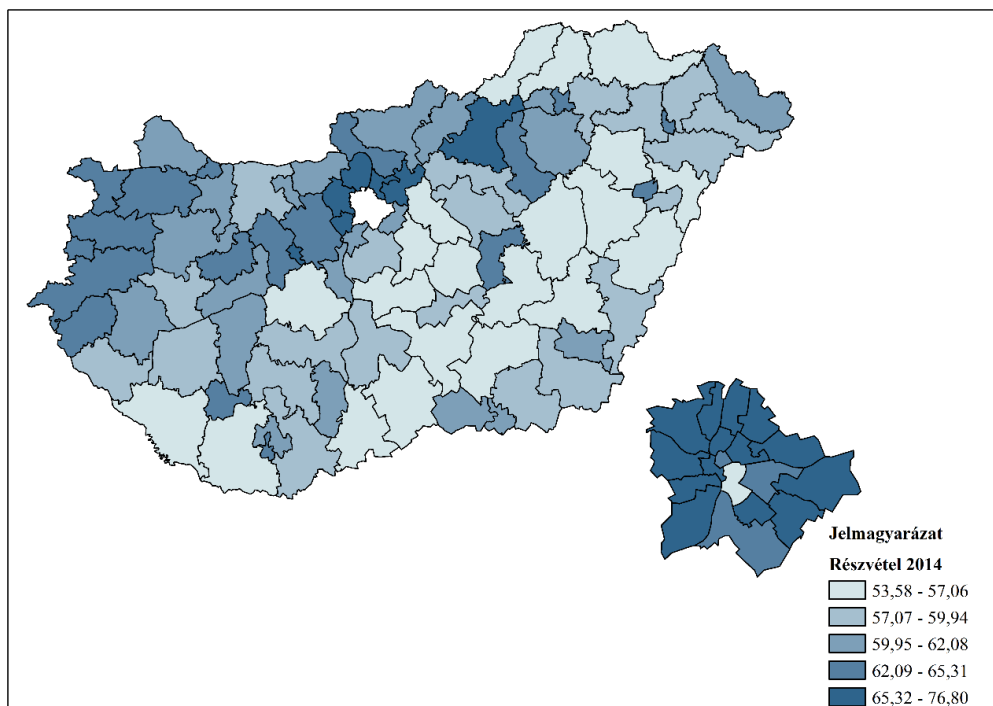 Jelmagyarázat
Részvétel 2014
53,58 - 57,06
57,07 - 59,94
59,95 - 62,08
62,09 - 65,31
65,32 - 76,80